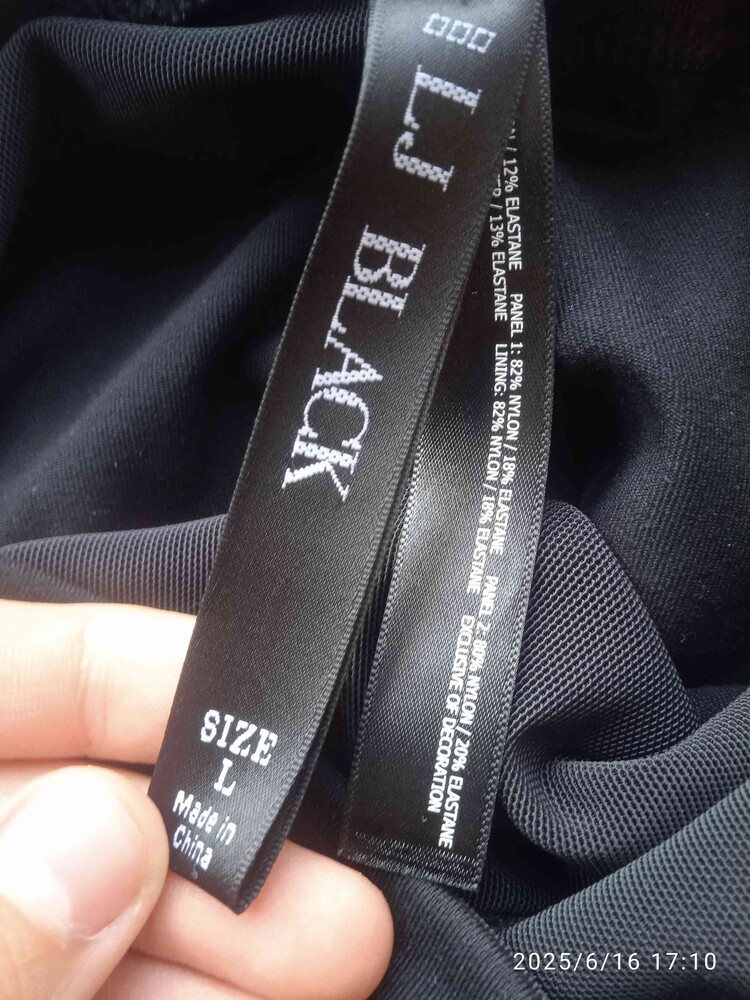 LJ BLACK
SIZE
L
Made in
China
/ 12% ELASTANE PANEL 1: 82% NYLON / 18% ELASTANE PANEL 2: 80% NYLON / 20% ELASTANE
/ 13% ELASTANE LINING: 82% NYLON / 18% ELASTANE EXCLUSIVE OF DECORATION
2025/6/16 17:10